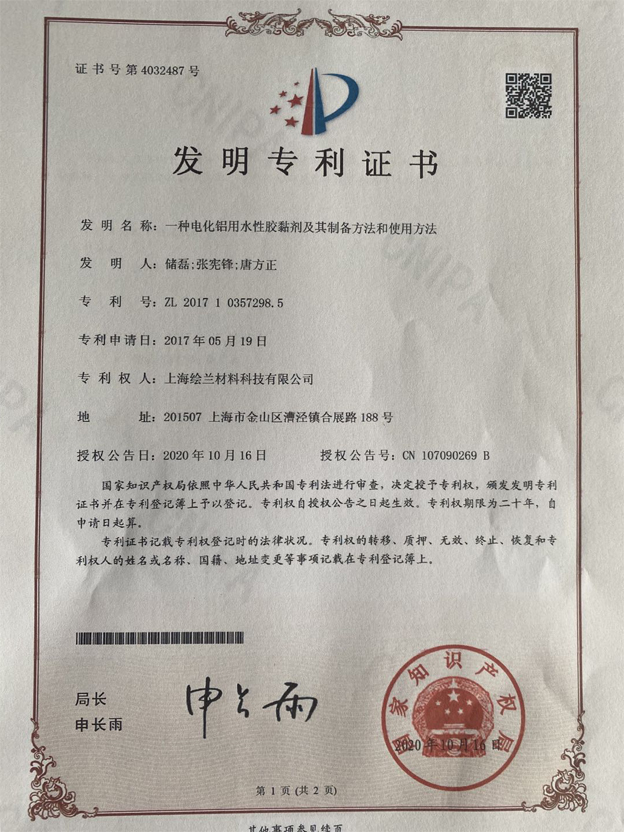 证书号第4032487号
发明专利证书
发明名称：一种电化铝用水性胶黏剂及其制备方法和使用方法
发明人：储磊;张宪锋;唐方正
专利号：ZL 2017 1 0357298.5
专利申请日：2017年05月19日
专利权人：上海绘兰材料科技有限公司
地址：201507 上海市金山区漕泾镇合展路188号
授权公告日：2020年10月16日 授权公告号：CN 107090269 B
国家知识产权局依照中华人民共和国专利法进行审查，决定授予专利权，颁发发明专利
证书并在专利登记簿上予以登记。专利权自授权公告之日起生效。专利权期限为二十年，自
申请日起算。
专利证书记载专利权登记时的法律状况。专利权的转移、质押、无效、终止、恢复和专
利权人的姓名或名称、国籍、地址变更等事项记载在专利登记簿上。
局长
申长雨
申长雨
国家知识产权局
2020年10月16日
第1页(共2页)
其他事项参见续页